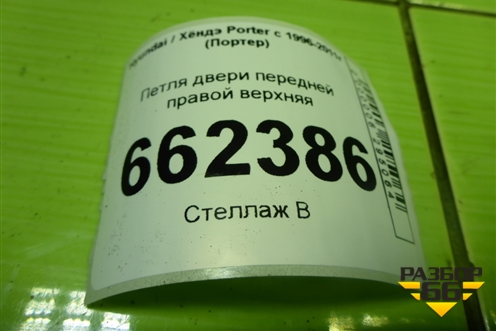 Hyundai / Хёндэ Porter с 1996-2011г
(Портер)
Петля двери передней
правой верхняя
662386
Стеллаж В
РАЗБОР
66